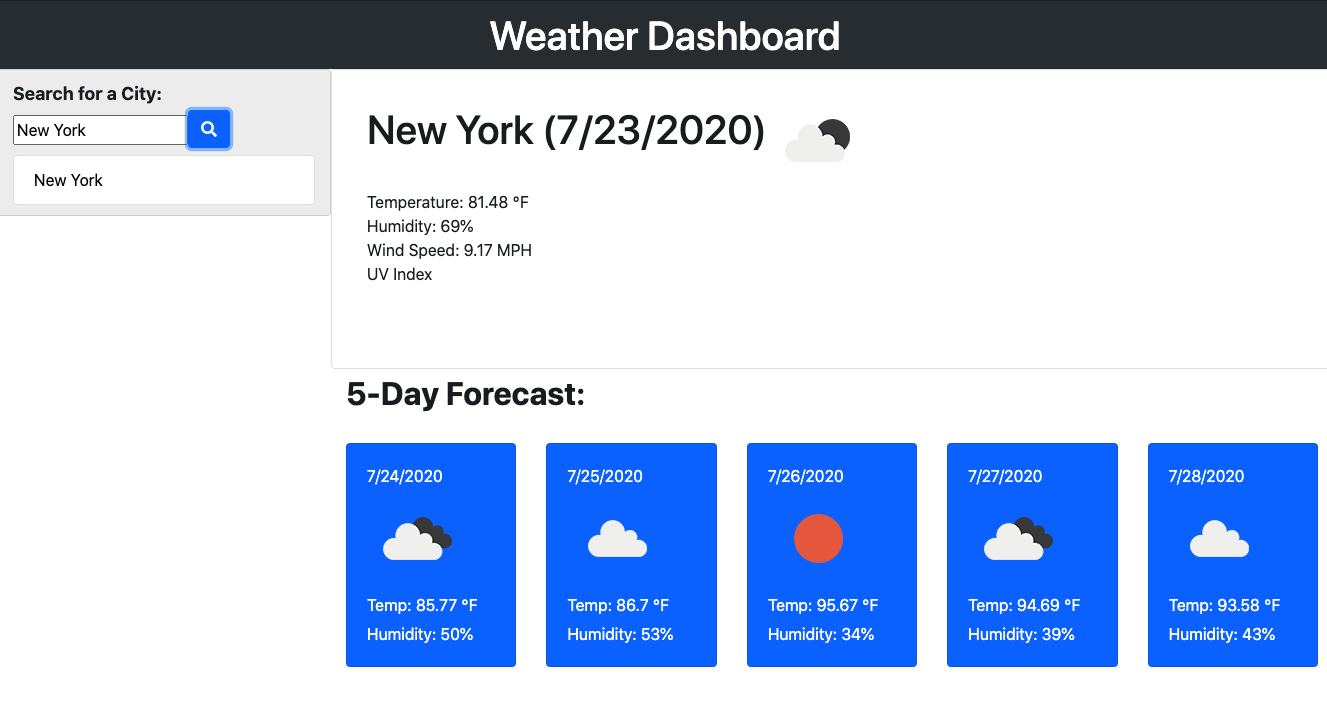 Weather Dashboard
Search for a City:
New York
New York
New York (7/23/2020)
Temperature: 81.48 °F
Humidity: 69%
Wind Speed: 9.17 MPH
UV Index
5-Day Forecast:
7/24/2020
Temp: 85.77 °F
Humidity: 50%
7/25/2020
Temp: 86.7 °F
Humidity: 53%
7/26/2020
Temp: 95.67 °F
Humidity: 34%
7/27/2020
Temp: 94.69 °F
Humidity: 39%
7/28/2020
Temp: 93.58 °F
Humidity: 43%